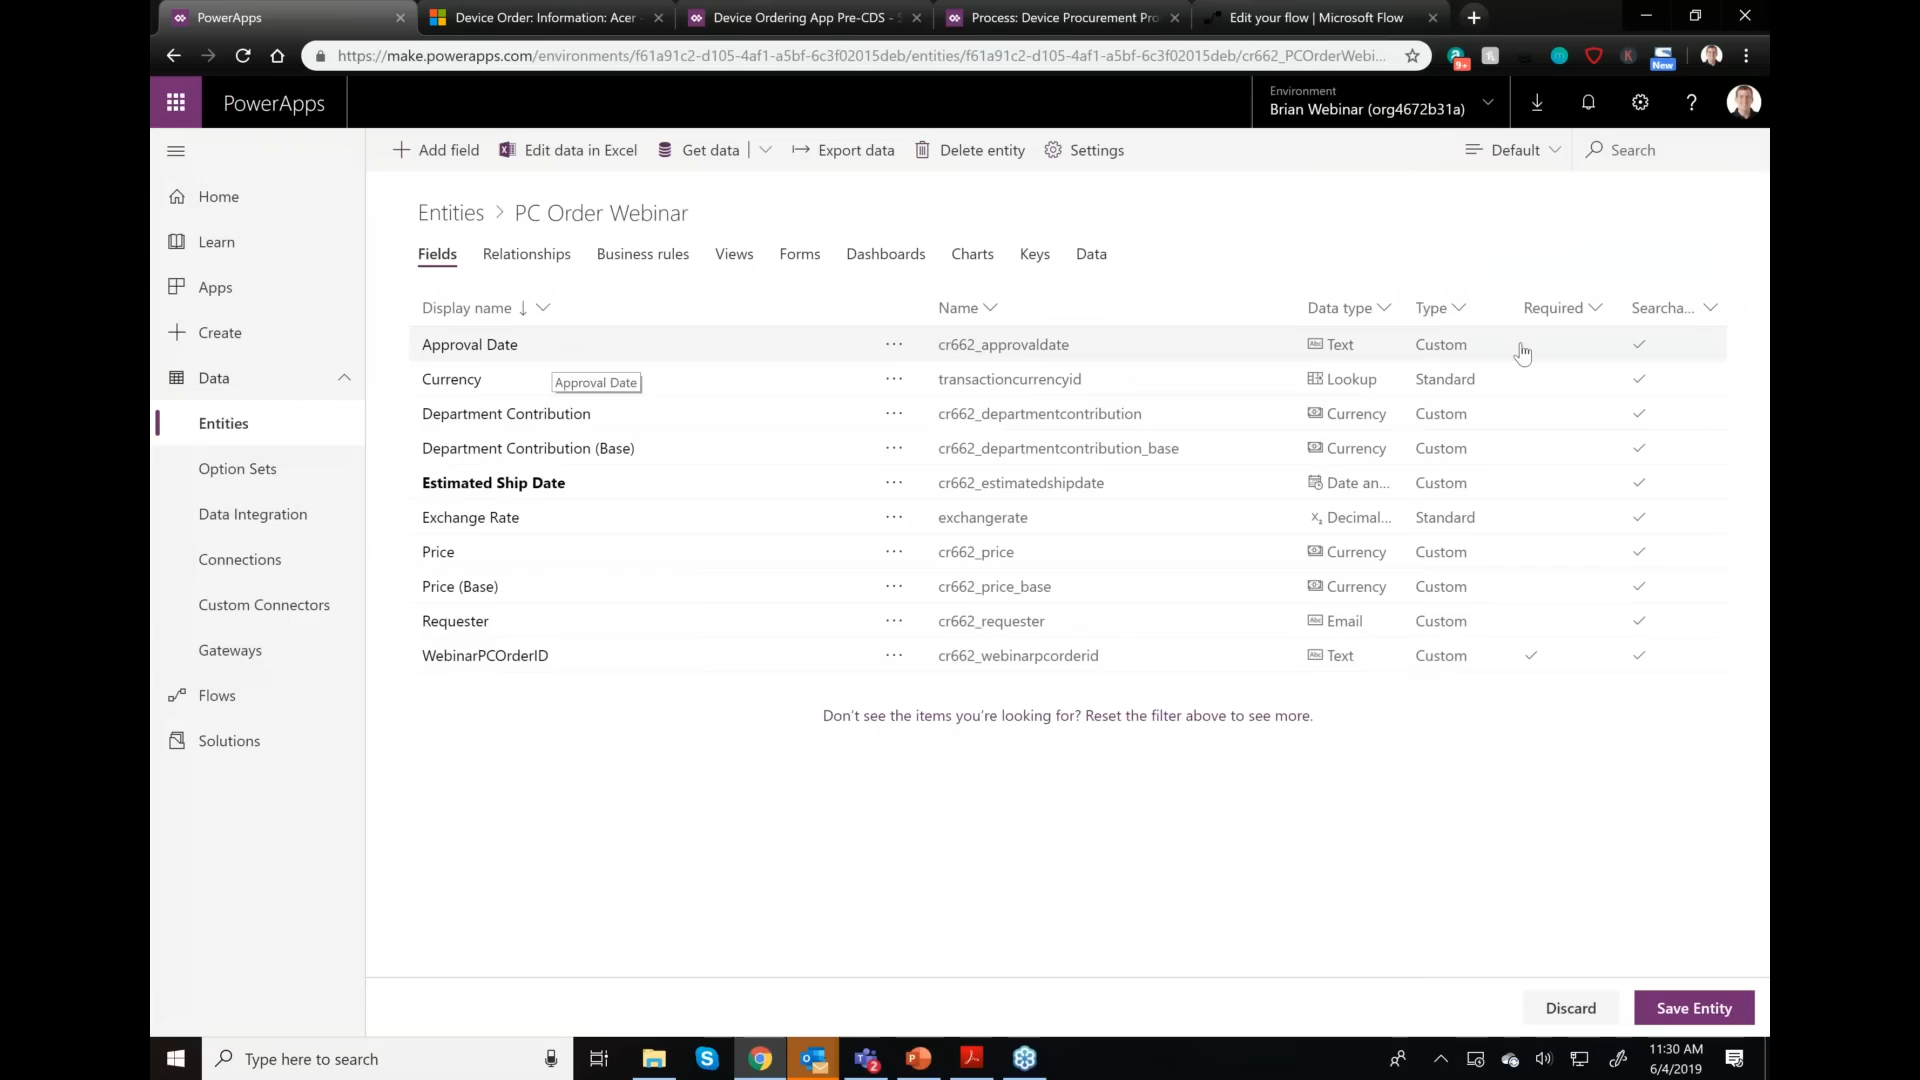 PowerApps
Device Order: Information: Acer
Device Ordering App Pre-CDS - S
Process: Device Procurement Pro
Edit your flow | Microsoft Flow
https://make.powerapps.com/environments/f61a91c2-d105-4af1-a5bf-6c3f02015deb/entities/f61a91c2-d105-4af1-a5bf-6c3f02015deb/cr662_PCOrderWebi...
9+
New
PowerApps
Environment
Brian Webinar (org4672b31a)
Add field
Edit data in Excel
Get data
Export data
Delete entity
Settings
Default
Search
Home
Learn
Apps
Create
Data
Entities
Option Sets
Data Integration
Connections
Custom Connectors
Gateways
Flows
Solutions
Entities > PC Order Webinar
Fields Relationships Business rules Views Forms Dashboards Charts Keys Data
Display name Name Data type Type Required Searcha...
Approval Date ... cr662_approvaldate Abc Text Custom
Currency ... transactioncurrencyid Lookup Standard
Approval Date
Department Contribution ... cr662_departmentcontribution Currency Custom
Department Contribution (Base) ... cr662_departmentcontribution_base Currency Custom
Estimated Ship Date ... cr662_estimatedshipdate Date an... Custom
Exchange Rate ... exchangerate Decimal... Standard
Price ... cr662_price Currency Custom
Price (Base) ... cr662_price_base Currency Custom
Requester ... cr662_requester Abc Email Custom
WebinarPCOrderID ... cr662_webinarpcorderid Abc Text Custom
Don't see the items you're looking for? Reset the filter above to see more.
Discard
Save Entity
Type here to search
2
11:30 AM
6/4/2019